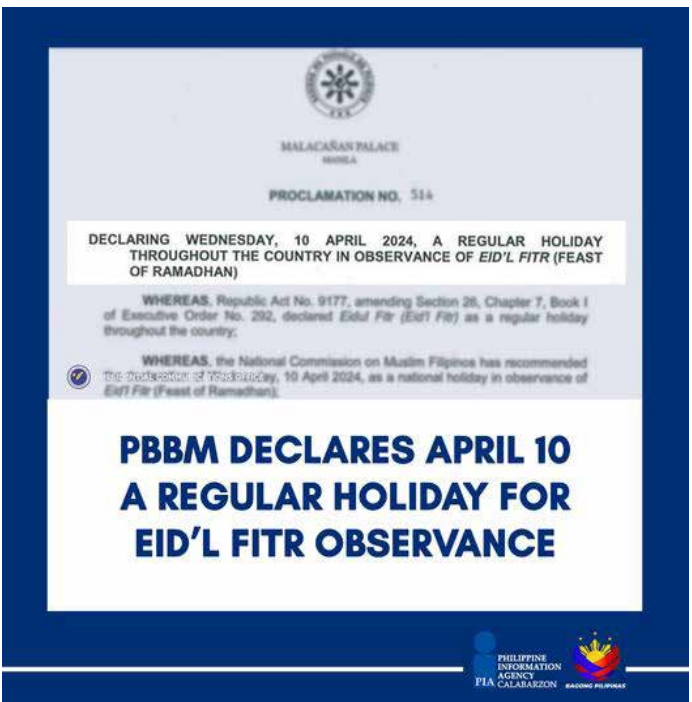 MALACAÑAN PALACE
MANILA
PROCLAMATION NO. 514
DECLARING WEDNESDAY, 10 APRIL 2024, A REGULAR HOLIDAY
THROUGHOUT THE COUNTRY IN OBSERVANCE OF EID'L FITR (FEAST
OF RAMADHAN)
WHEREAS, Republic Act No. 9177, amending Section 26, Chapter 7, Book I
of Executive Order No. 292, declared Eidul Fitr (Eid'l Fitr) as a regular holiday
throughout the country;
WHEREAS, the National Commission on Muslim Filipinos has recommended
10 April 2024, as a national holiday in observance of
Eid'l Fitr (Feast of Ramadhan);
PBBM DECLARES APRIL 10
A REGULAR HOLIDAY FOR
EID'L FITR OBSERVANCE
PHILIPPINE
INFORMATION
AGENCY
PIA CALABARZON
BAGONG PILIPINAS